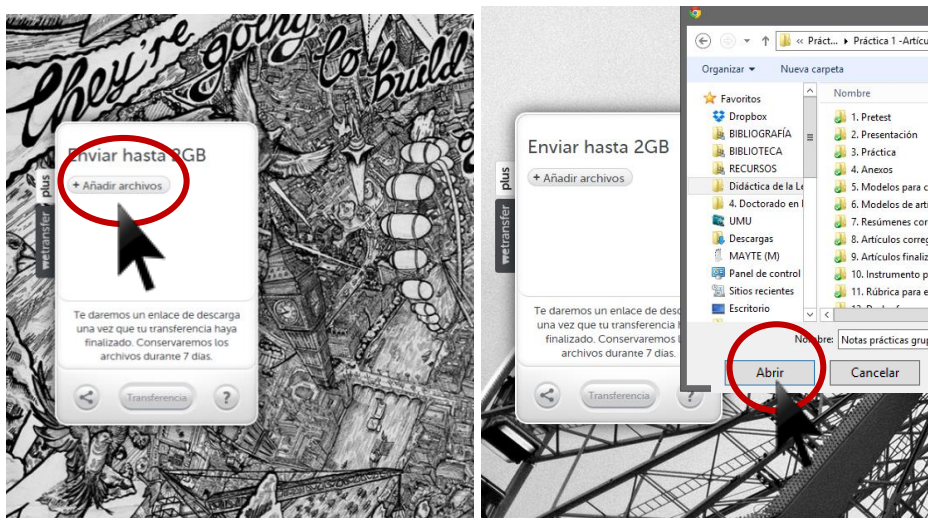 they're going to build
Enviar hasta 2GB
+ Añadir archivos
plus
wetransfer
Te daremos un enlace de descarga
una vez que tu transferencia haya
finalizado. Conservaremos los
archivos durante 7 días.
Transferencia
?
« Práct... ▸ Práctica 1 -Artícu
Organizar
Nueva carpeta
Favoritos
Dropbox
BIBLIOGRAFÍA
BIBLIOTECA
RECURSOS
Didáctica de la Le
4. Doctorado en
UMU
Descargas
MAYTE (M)
Panel de control
Sitios recientes
Escritorio
Nombre
1. Pretest
2. Presentación
3. Práctica
4. Anexos
5. Modelos para c
6. Modelos de art
7. Resúmenes cor
8. Artículos correg
9. Artículos finaliz
10. Instrumento p
11. Rúbrica para e
Enviar hasta 2GB
+ Añadir archivos
plus
wetransfer
Te daremos un enlace de desc
una vez que tu transferencia h
finalizado. Conservaremos l
archivos durante 7 días.
Transferencia
?
Nombre:
Notas prácticas grup
Abrir
Cancelar